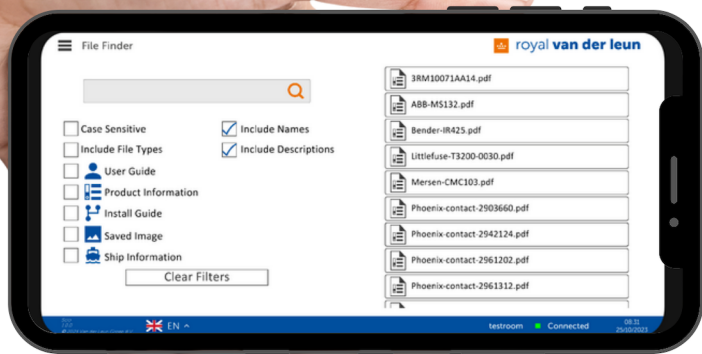 File Finder
royal van der leun
Case Sensitive
Include Names
Include File Types
Include Descriptions
User Guide
Product Information
Install Guide
Saved Image
Ship Information
Clear Filters
3RM10071AA14.pdf
ABB-MS132.pdf
Bender-IR425.pdf
Littlefuse-T3200-0030.pdf
Mersen-CMC103.pdf
Phoenix-contact-2903660.pdf
Phoenix-contact-2942124.pdf
Phoenix-contact-2961202.pdf
Phoenix-contact-2961312.pdf
EN
testroom
Connected
08:31
25/10/2023